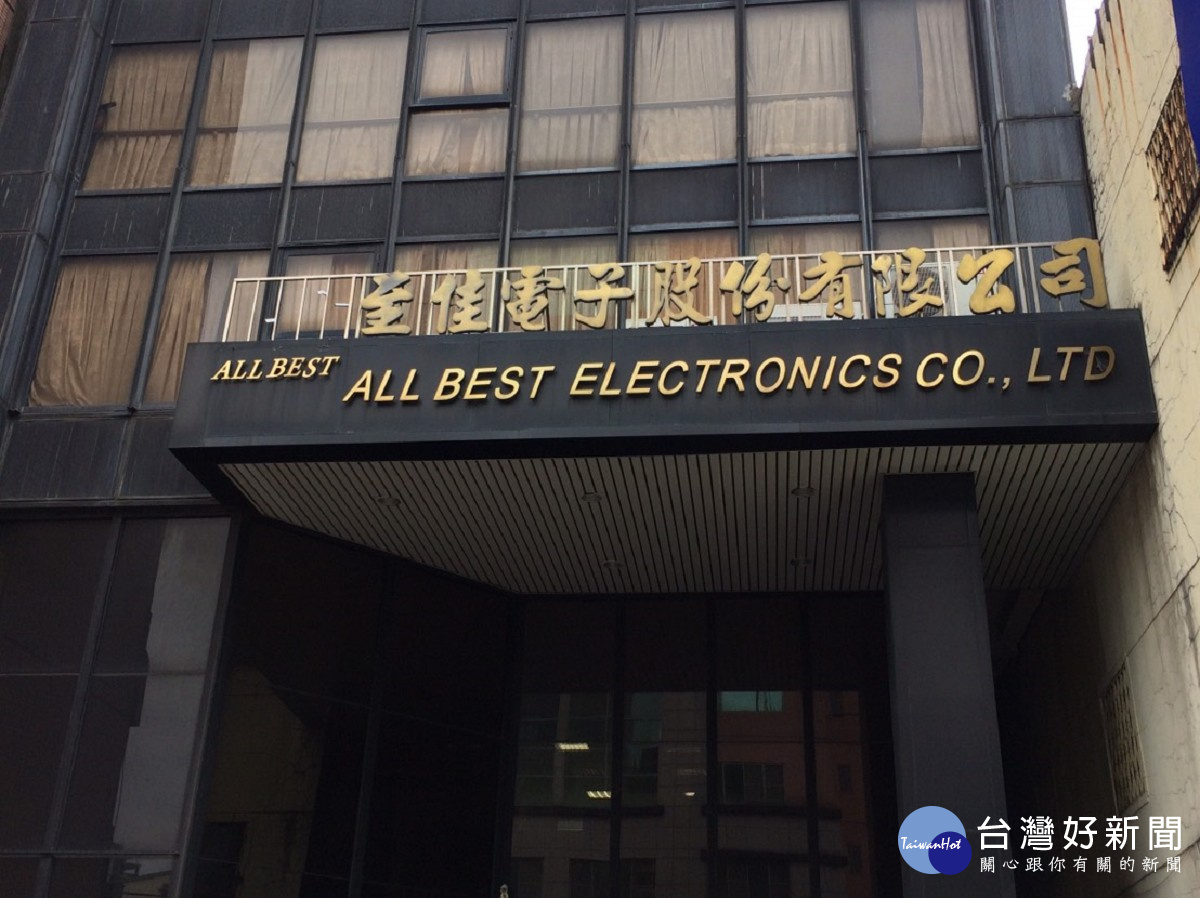 至佳電子股份有限公司
ALL BEST
ALL BEST ELECTRONICS CO., LTD
TaiwanHot
台灣好新聞
關心跟你有關的新聞